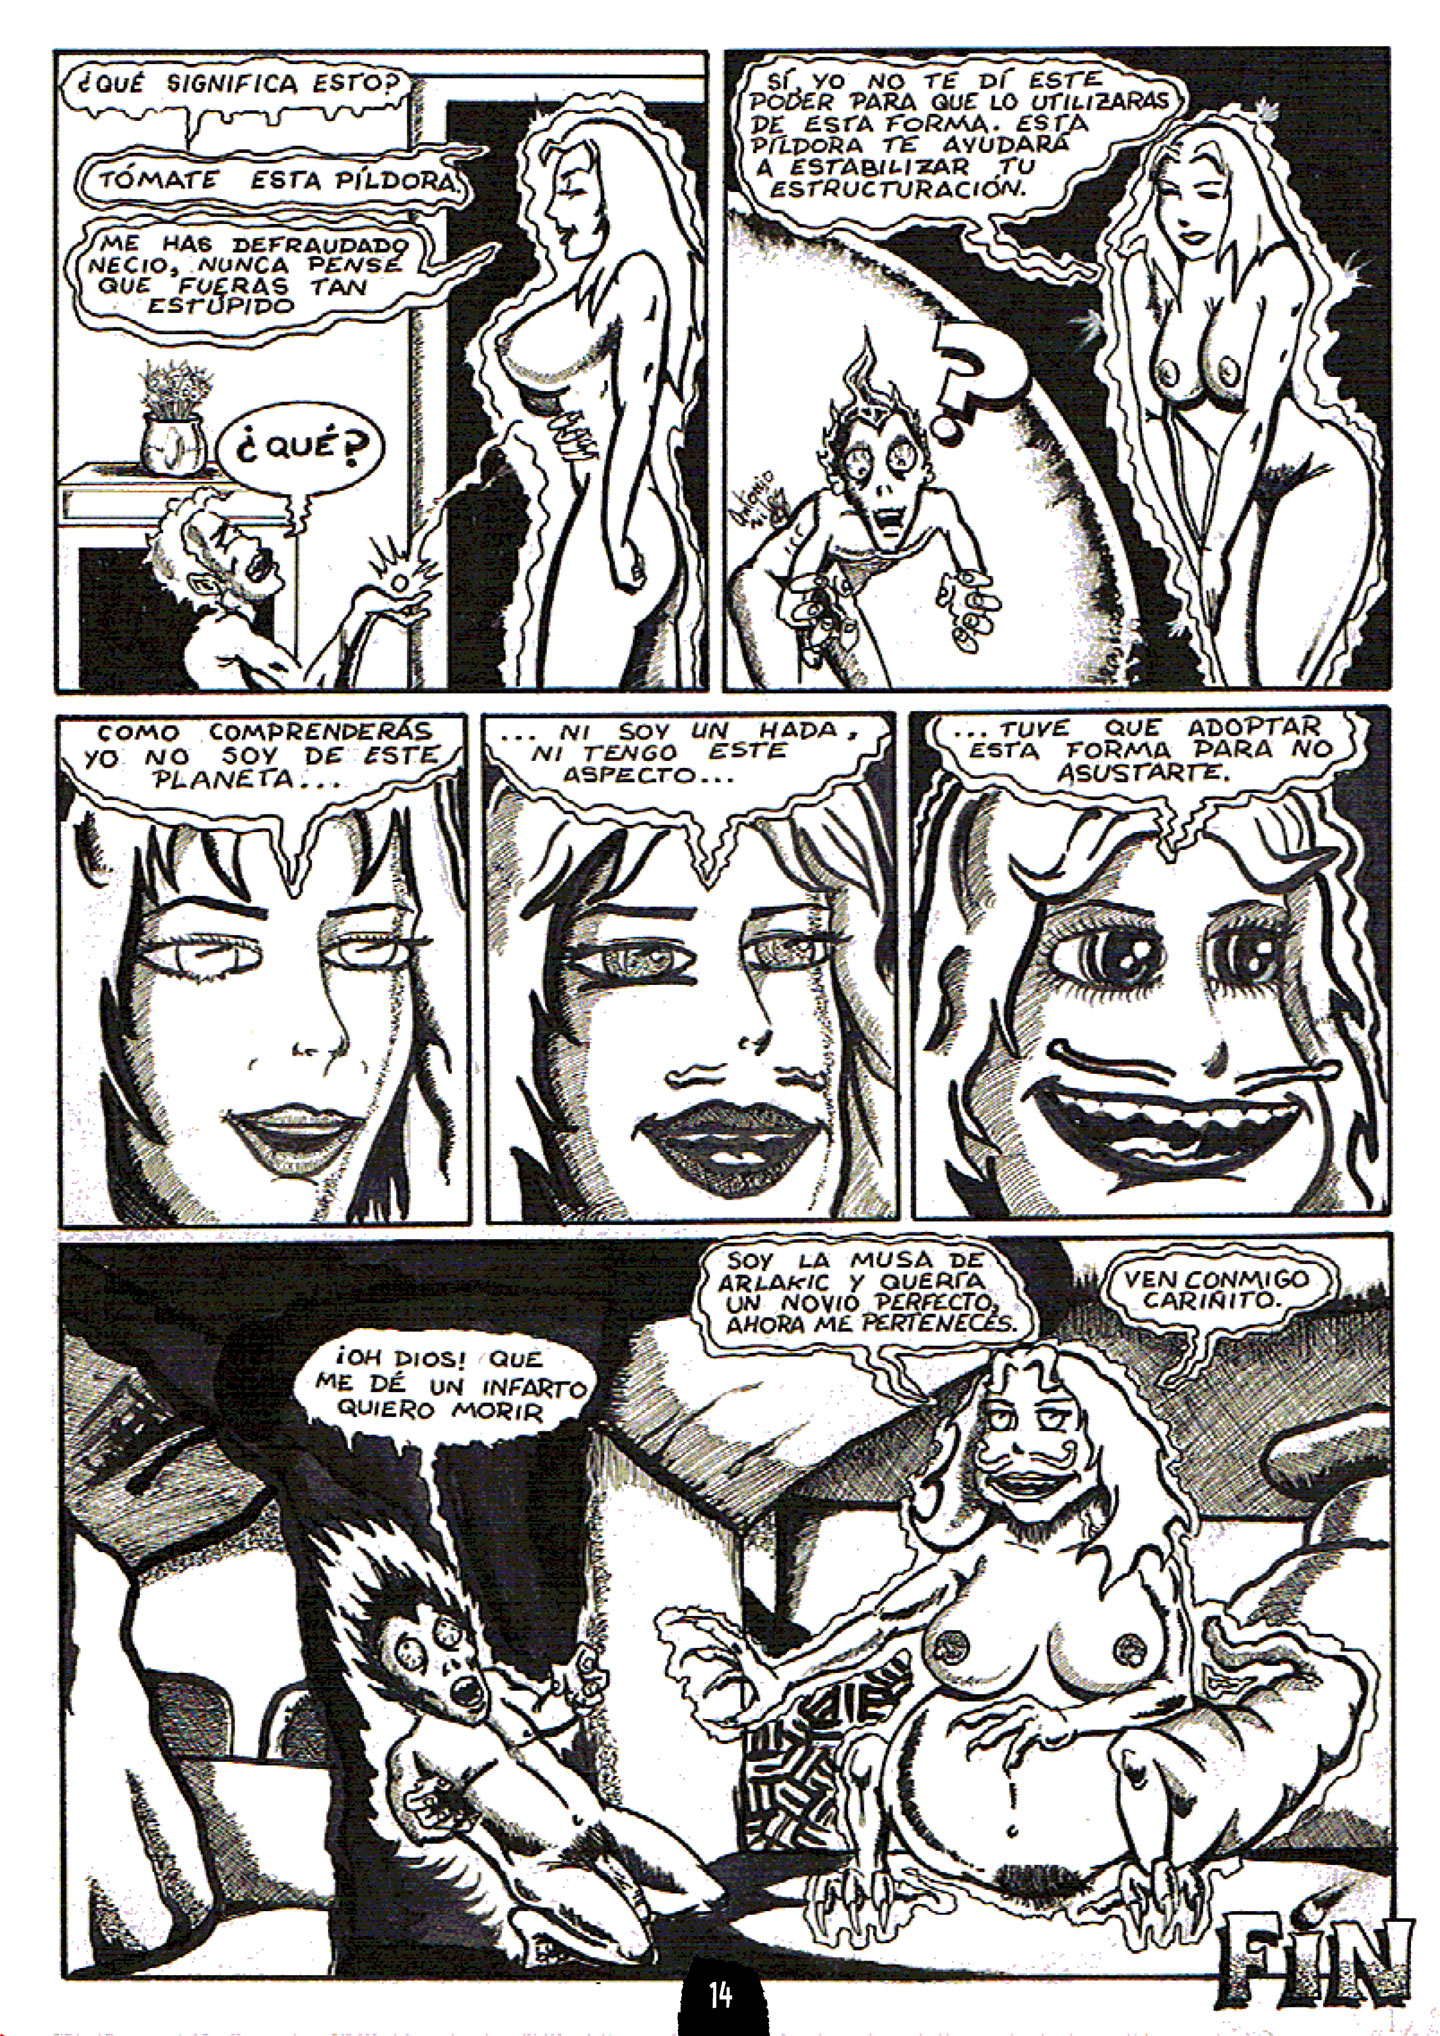 ¿QUÉ SIGNIFICA ESTO?
TÓMATE ESTA PÍLDORA.
ME HAS DEFRAUDADO
NECIO, NUNCA PENSE
QUE FUERAS TAN
ESTÚPIDO
¿QUÉ?
SÍ, YO NO TE DÍ ESTE
PODER PARA QUE LO UTILIZARAS
DE ESTA FORMA. ESTA
PÍLDORA TE AYUDARÁ
A ESTABILIZAR TU
ESTRUCTURACIÓN.
?
Antonio
COMO COMPRENDERÁS
YO NO SOY DE ESTE
PLANETA...
... NI SOY UN HADA,
NI TENGO ESTE
ASPECTO...
...TUVE QUE ADOPTAR
ESTA FORMA PARA NO
ASUSTARTE.
¡OH DIOS! QUE
ME DÉ UN INFARTO
QUIERO MORIR
SOY LA MUSA DE
ARLAKIC Y QUERÍA
UN NOVIO PERFECTO,
AHORA ME PERTENECES.
VEN CONMIGO
CARIÑITO.
FIN
14